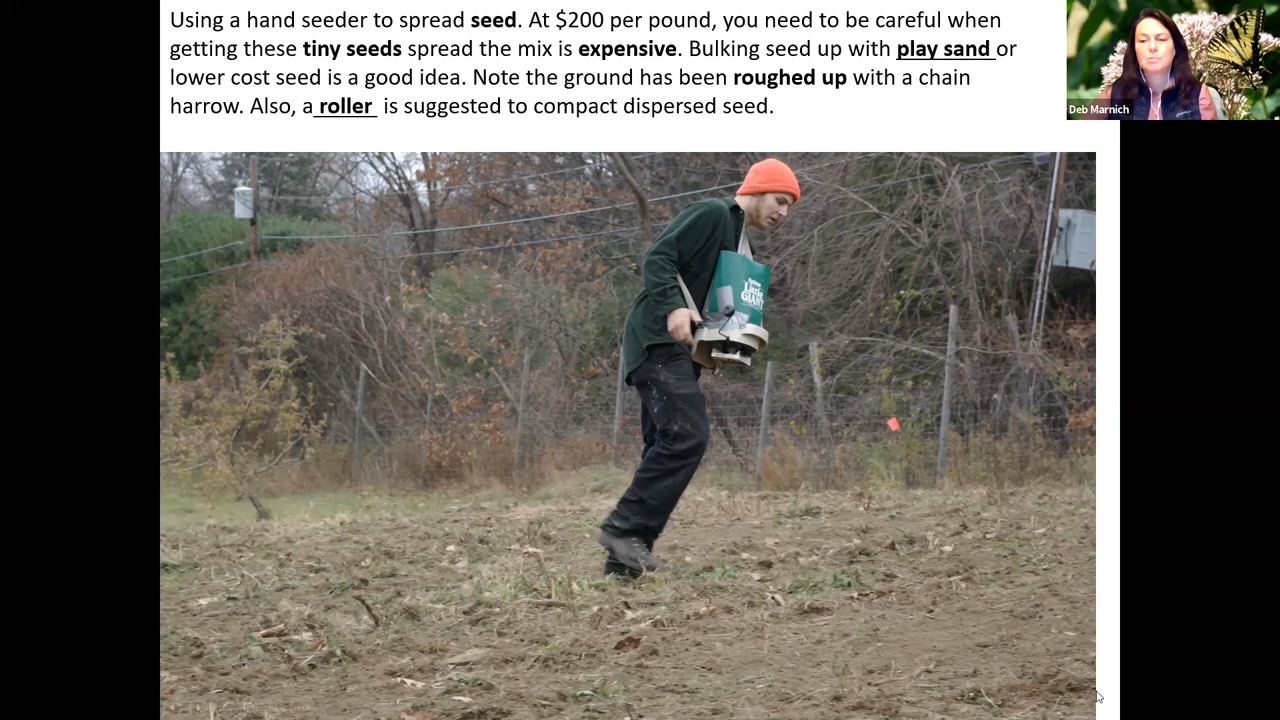 Using a hand seeder to spread seed. At $200 per pound, you need to be careful when
getting these tiny seeds spread the mix is expensive. Bulking seed up with play sand or
lower cost seed is a good idea. Note the ground has been roughed up with a chain
harrow. Also, a roller is suggested to compact dispersed seed.
Deb Marnich
Little
GIANT